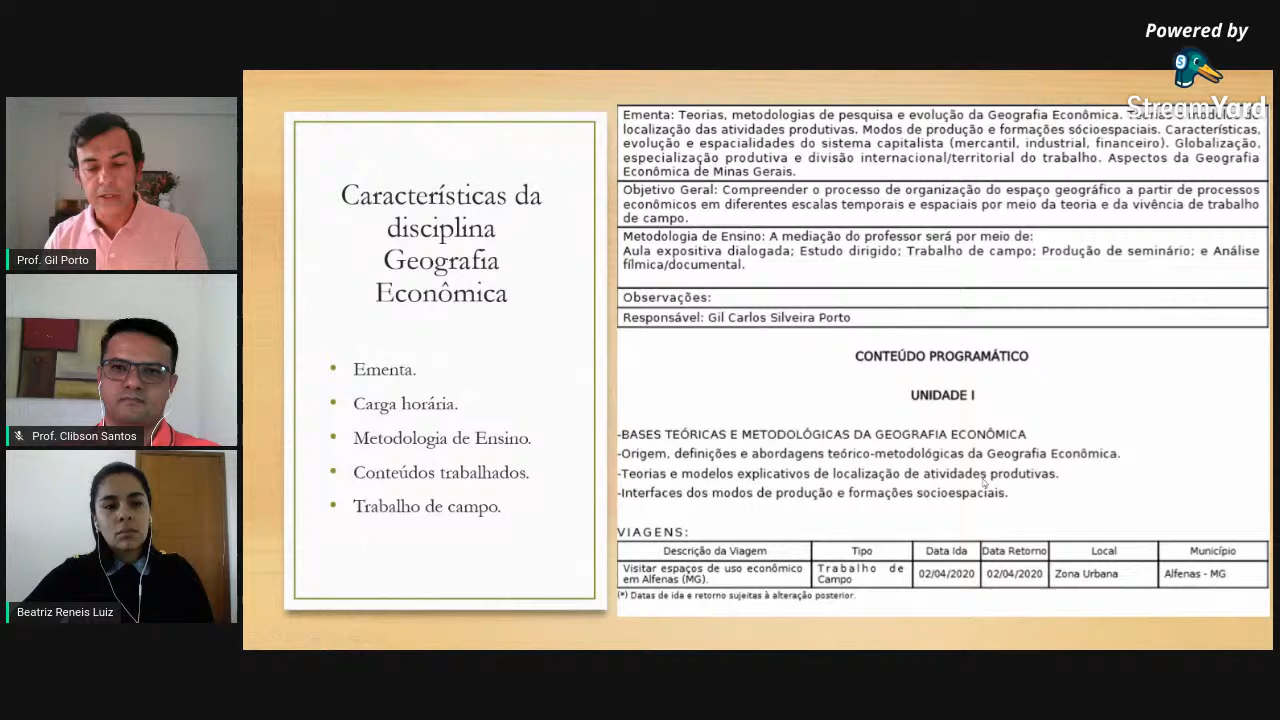 Powered by
StreamYard
Prof. Gil Porto
Prof. Clibson Santos
Beatriz Reneis Luiz
Características da
disciplina
Geografia
Econômica
• Ementa.
• Carga horária.
• Metodologia de Ensino.
• Conteúdos trabalhados.
• Trabalho de campo.
Ementa: Teorias, metodologias de pesquisa e evolução da Geografia Econômica.
localização das atividades produtivas. Modos de produção e formações sócioespaciais. Características,
evolução e espacialidades do sistema capitalista (mercantil, industrial, financeiro). Globalização,
especialização produtiva e divisão internacional/territorial do trabalho. Aspectos da Geografia
Econômica de Minas Gerais.
Objetivo Geral: Compreender o processo de organização do espaço geográfico a partir de processos
econômicos em diferentes escalas temporais e espaciais por meio da teoria e da vivência de trabalho
de campo.
Metodologia de Ensino: A mediação do professor será por meio de:
Aula expositiva dialogada; Estudo dirigido; Trabalho de campo; Produção de seminário; e Análise
fílmica/documental.
Observações:
Responsável: Gil Carlos Silveira Porto
CONTEÚDO PROGRAMÁTICO
UNIDADE I
-BASES TEÓRICAS E METODOLÓGICAS DA GEOGRAFIA ECONÔMICA
-Origem, definições e abordagens teórico-metodológicas da Geografia Econômica.
-Teorias e modelos explicativos de localização de atividades produtivas.
-Interfaces dos modos de produção e formações socioespaciais.
VIAGENS:
Descrição da Viagem Tipo Data Ida Data Retorno Local Município
Visitar espaços de uso econômico
em Alfenas (MG). Trabalho de
Campo 02/04/2020 02/04/2020 Zona Urbana Alfenas - MG
(*) Datas de ida e retorno sujeitas à alteração posterior.